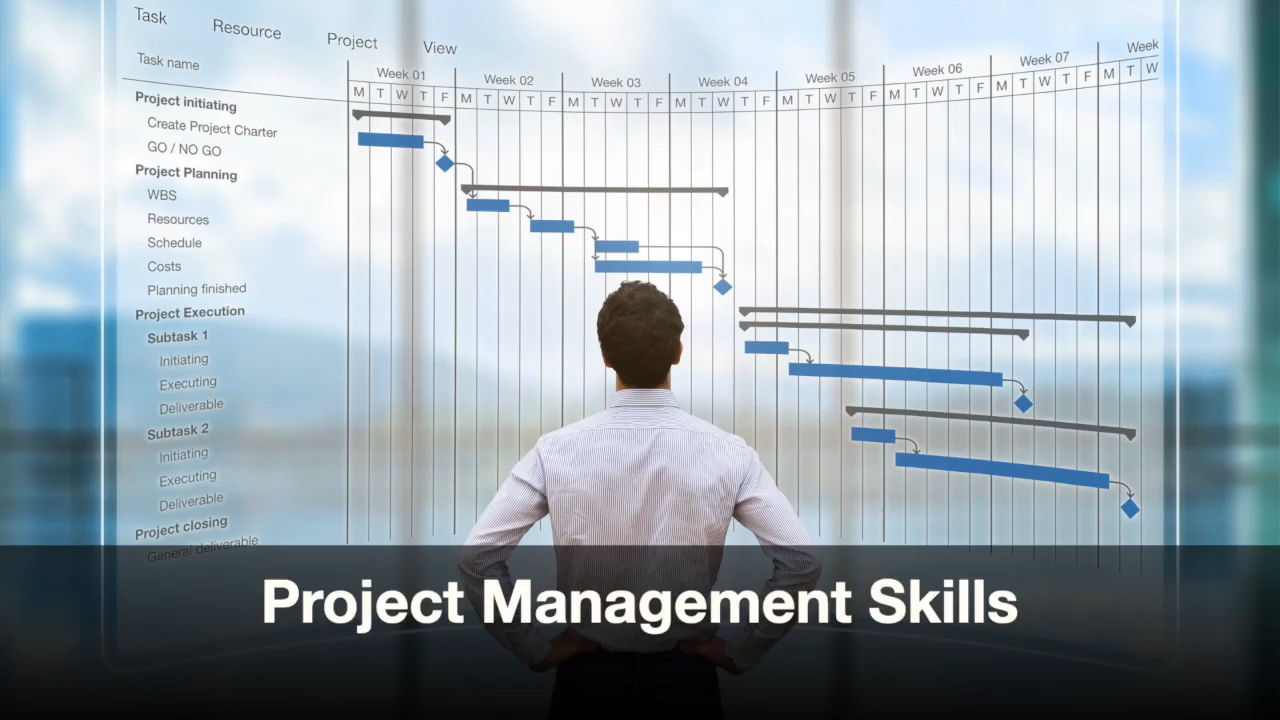 Task Resource Project View
Task name
Week 01 Week 02 Week 03 Week 04 Week 05 Week 06 Week 07 Week
M T W T F M T W T F M T W T F M T W T F M T W T F M T W T F M T W T F M T W
Project initiating
Create Project Charter
GO / NO GO
Project Planning
WBS
Resources
Schedule
Costs
Planning finished
Project Execution
Subtask 1
Initiating
Executing
Deliverable
Subtask 2
Initiating
Executing
Deliverable
Project closing
General deliverable
Project Management Skills